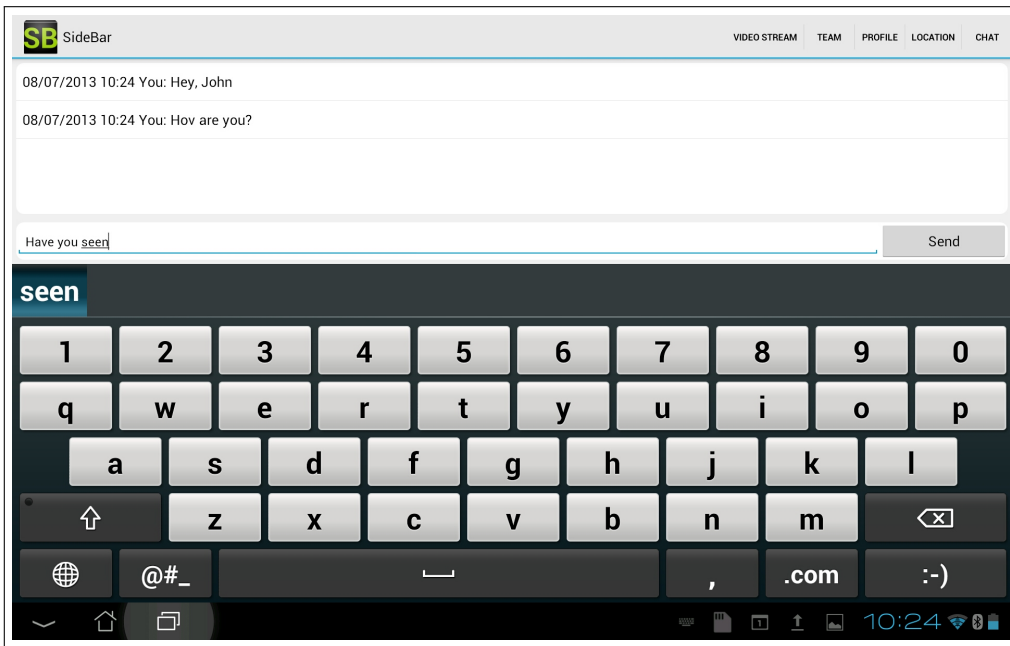 SB SideBar VIDEO STREAM TEAM PROFILE LOCATION CHAT
08/07/2013 10:24 You: Hey, John
08/07/2013 10:24 You: Hov are you?
Have you seen Send
seen
1 2 3 4 5 6 7 8 9 0
q w e r t y u i o p
a s d f g h j k l
z x c v b n m
@#_ , .com :-)
1 10:24